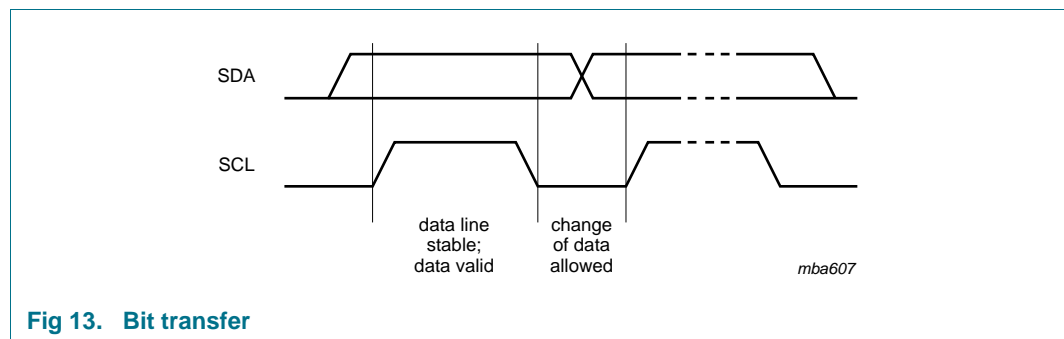 SDA
SCL
data line
stable;
data valid
change
of data
allowed
mba607
Fig 13. Bit transfer